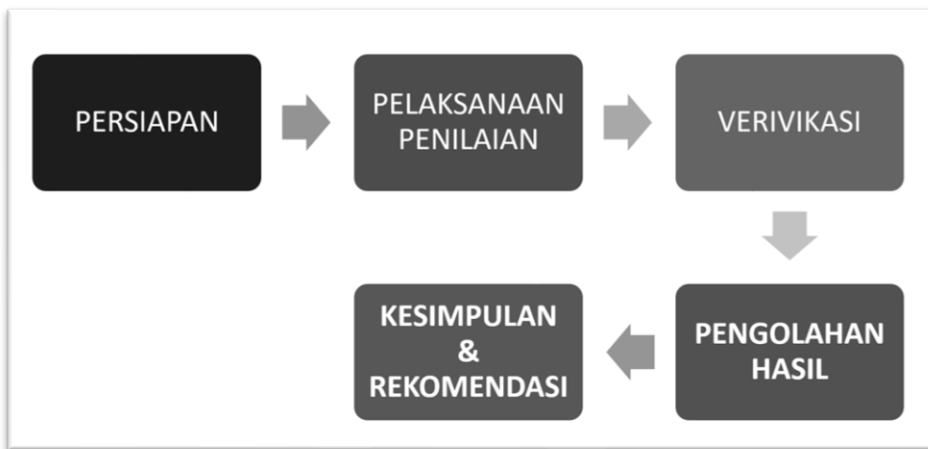 PERSIAPAN
PELAKSANAAN
PENILAIAN
VERIVIKASI
PENGOLAHAN
HASIL
KESIMPULAN
&
REKOMENDASI